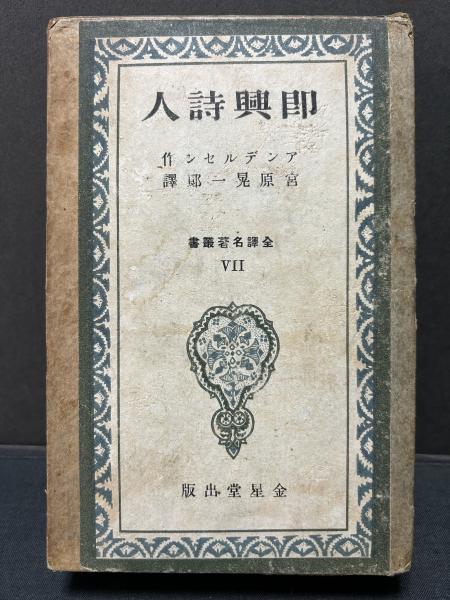 即興詩人
アンデルセン作
宮原晃一郎譯
全譯名著叢書
VII
金星堂出版